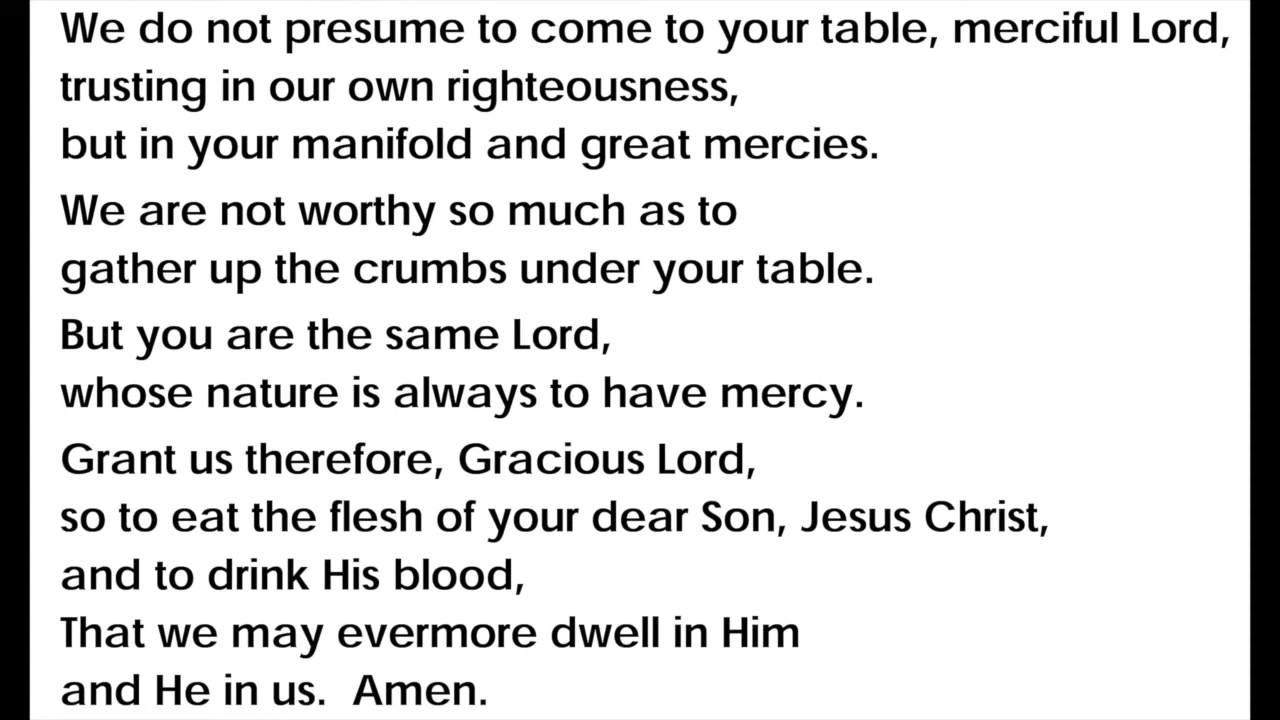 We do not presume to come to your table, merciful Lord,
trusting in our own righteousness,
but in your manifold and great mercies.
We are not worthy so much as to
gather up the crumbs under your table.
But you are the same Lord,
whose nature is always to have mercy.
Grant us therefore, Gracious Lord,
so to eat the flesh of your dear Son, Jesus Christ,
and to drink His blood,
That we may evermore dwell in Him
and He in us.  Amen.